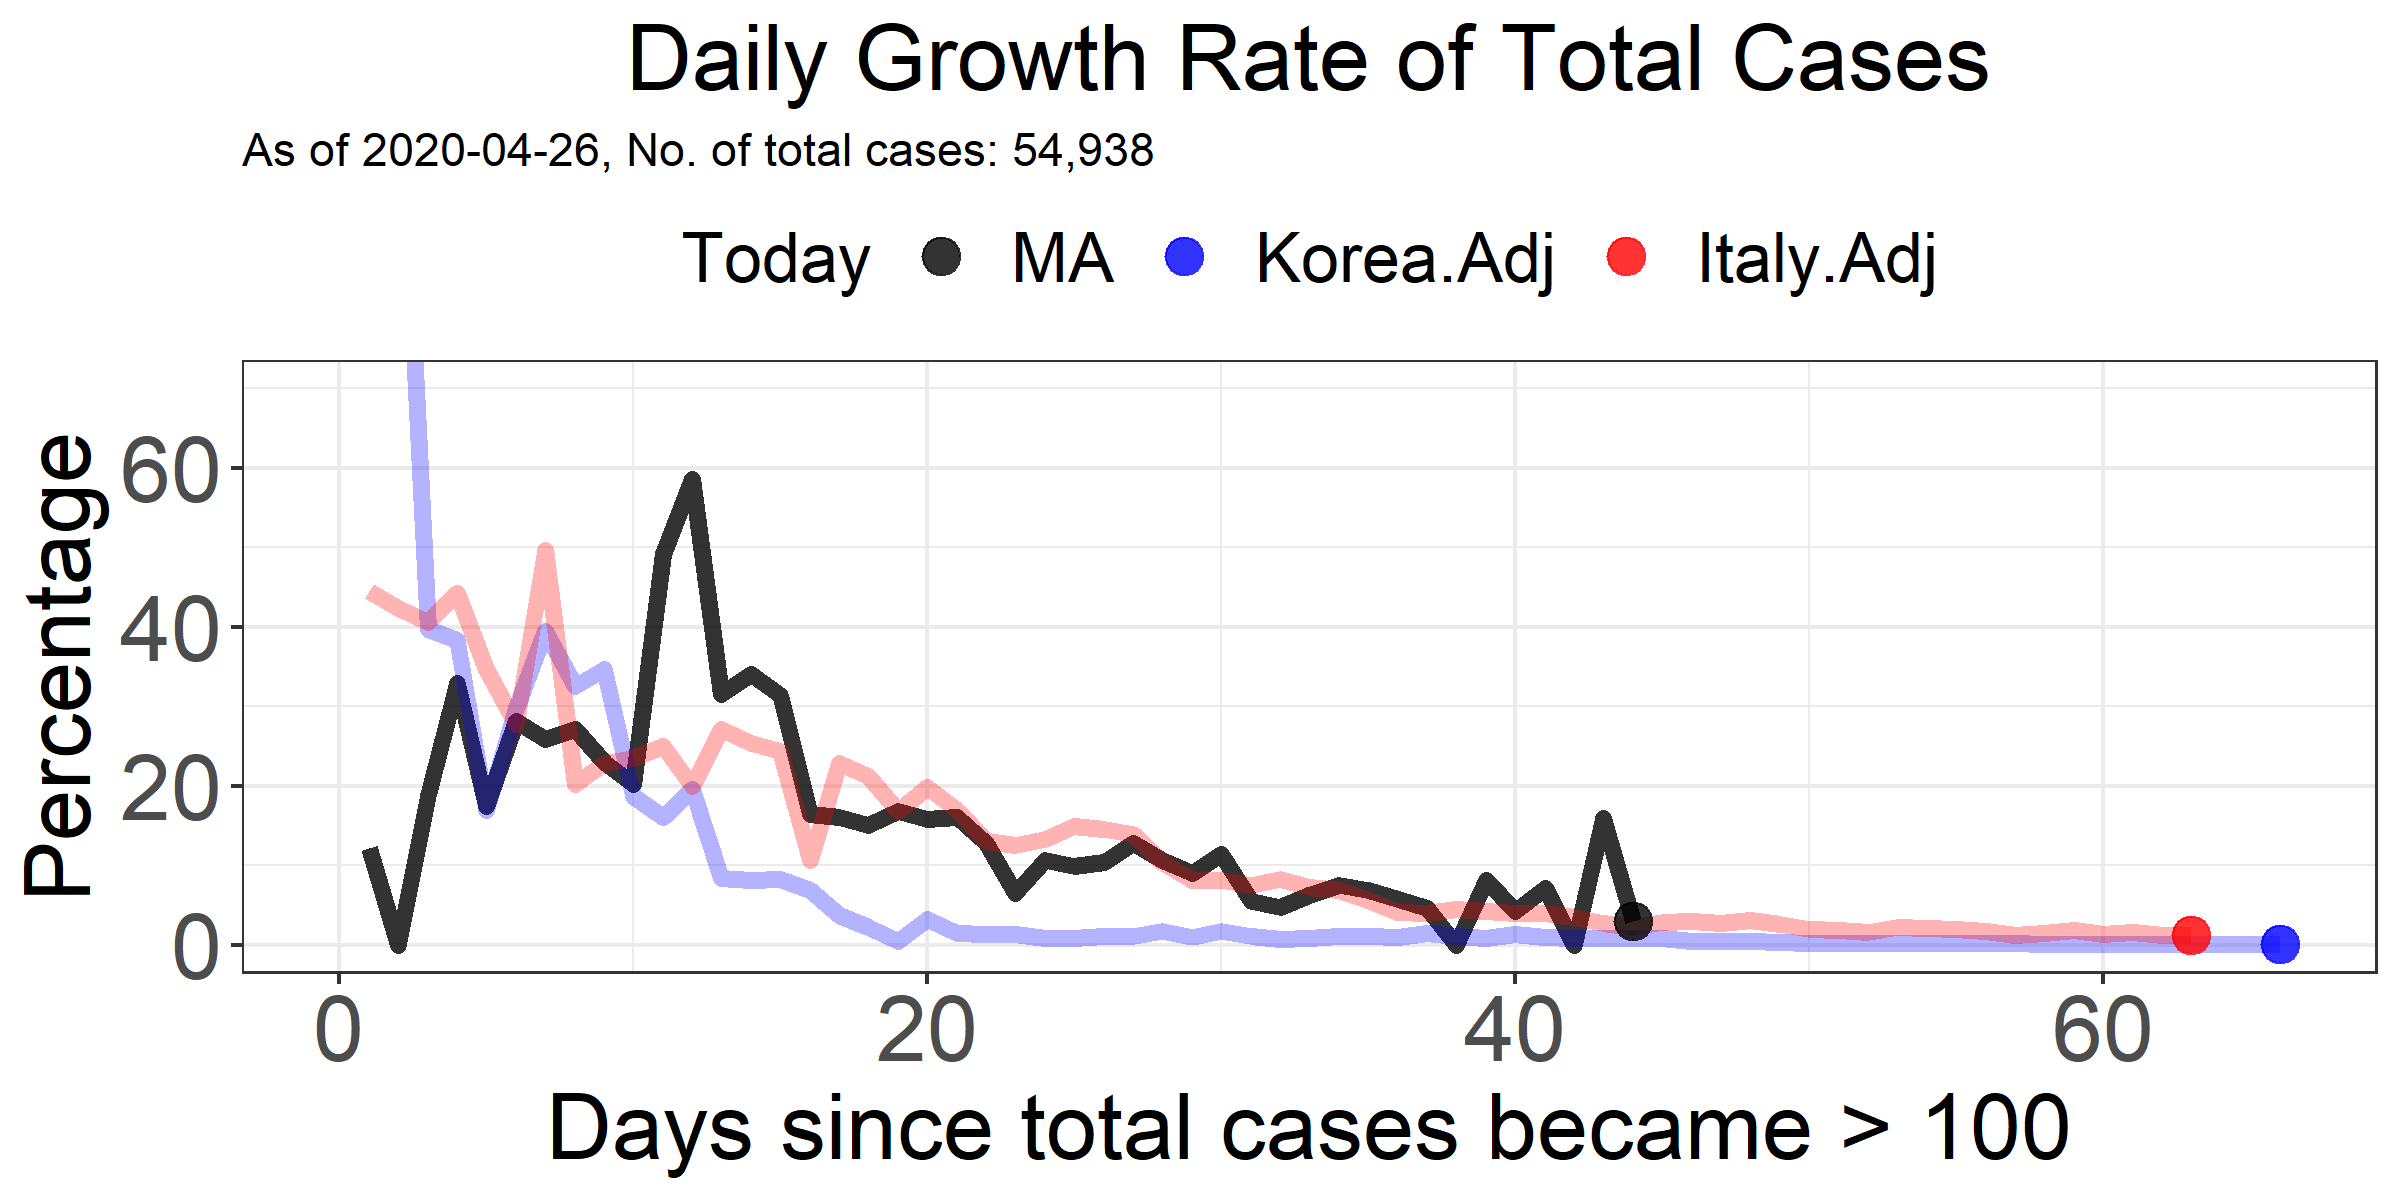 Daily Growth Rate of Total Cases
As of 2020-04-26, No. of total cases: 54,938
Today MA Korea.Adj Italy.Adj
Percentage
60
40
20
0
0 20 40 60
Days since total cases became > 100